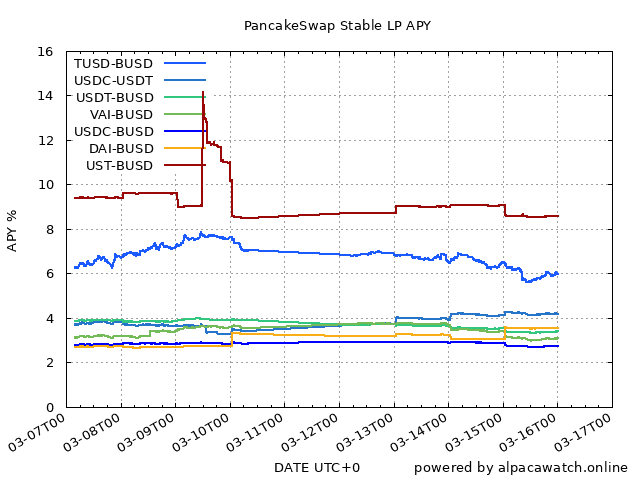 PancakeSwap Stable LP APY
16
14
12
10
8
6
4
2
0
APY %
TUSD-BUSD
USDC-USDT
USDT-BUSD
VAI-BUSD
USDC-BUSD
DAI-BUSD
UST-BUSD
03-07T00
03-08T00
03-09T00
03-10T00
03-11T00
03-12T00
03-13T00
03-14T00
03-15T00
03-16T00
03-17T00
DATE UTC+0
powered by alpacawatch.online